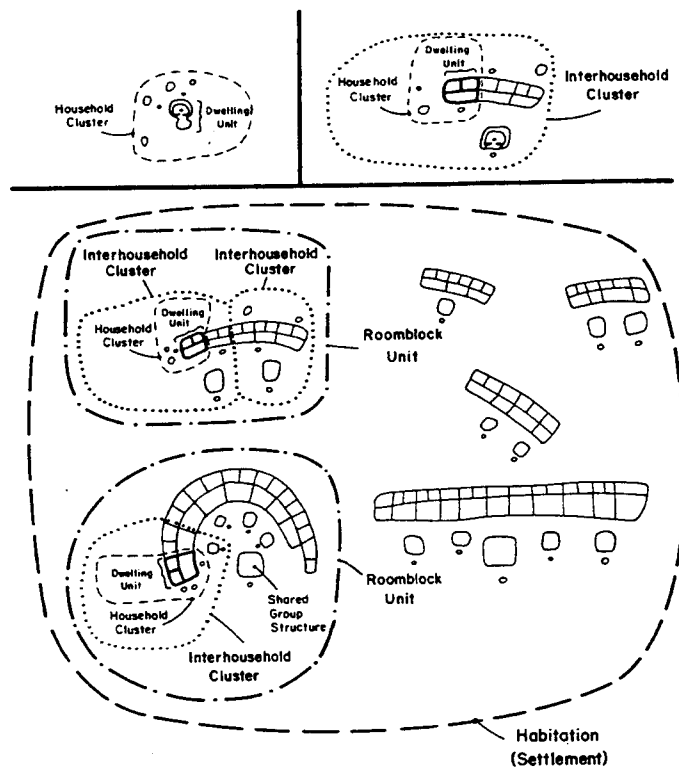 Household
Cluster
Dwelling
Unit
Dwelling
Unit
Household
Cluster
Interhousehold
Cluster
Interhousehold
Cluster
Interhousehold
Cluster
Dwelling
Unit
Household
Cluster
Roomblock
Unit
Dwelling
Unit
Household
Cluster
Shared
Group
Structure
Interhousehold
Cluster
Roomblock
Unit
Habitation
(Settlement)